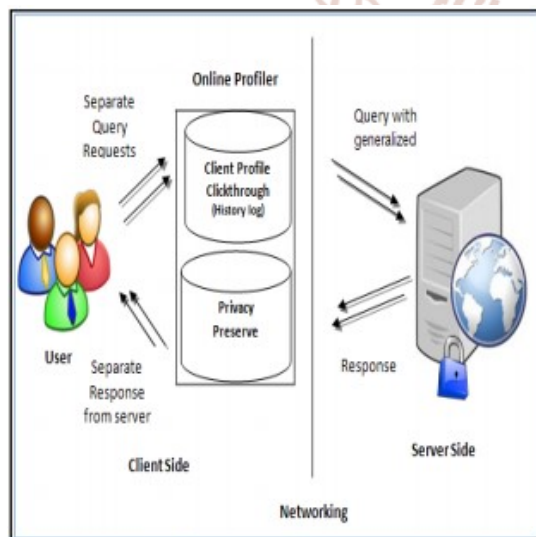 Online Profiler
Separate
Query
Requests
Client Profile
Clickthrough
(History log)
Privacy
Preserve
User
Separate
Response
from server
Client Side
Query with
generalized
Response
Server Side
Networking